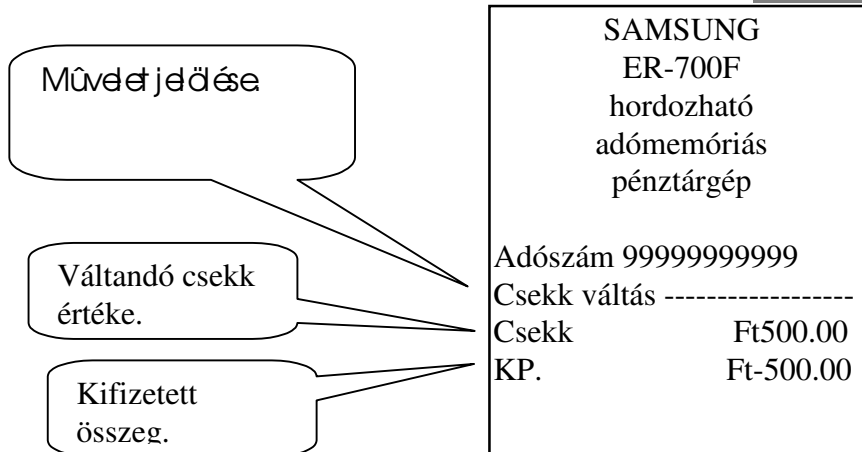 SAMSUNG
ER-700F
hordozható
adómemóriás
pénztárgép
Mûvelet jelölése.
Adószám 99999999999
Váltandó csekk
értéke.
Csekk váltás ------------------
Csekk Ft500.00
KP. Ft-500.00
Kifizetett
összeg.